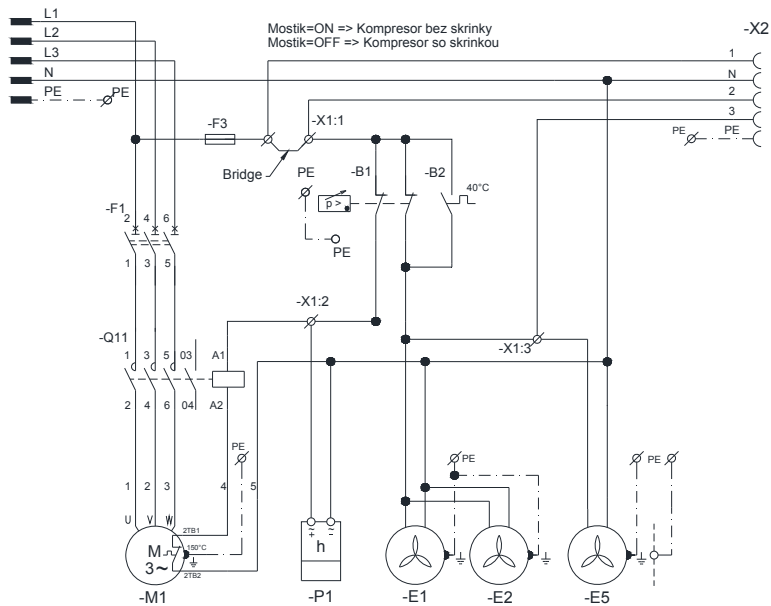 L1
L2
L3
N
PE
PE
Mostik=ON => Kompresor bez skrinky
Mostik=OFF => Kompresor so skrinkou
-X2
1
N
2
3
PE
PE
-F3
-X1:1
Bridge
PE
-B1
-B2
40°C
p >
PE
-F1
2 4 6
1 3 5
-X1:2
-Q11
1 3 5 03
A1
-X1:3
2 4 6 04
A2
PE
PE
PE
1 2 3 4 5
U V W
2TB1
150°C
M
3~
2TB2
≂ ≂
+ −
h
-M1
-P1
-E1
-E2
-E5